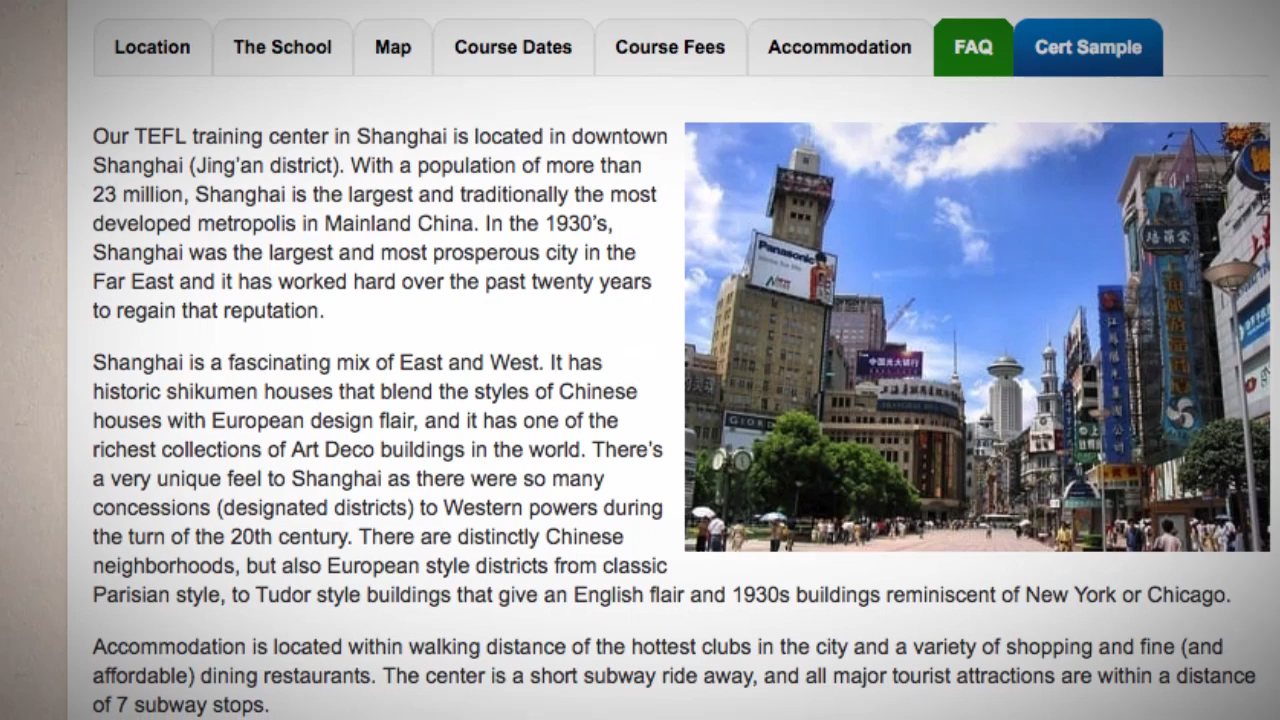 Location
The School
Map
Course Dates
Course Fees
Accommodation
FAQ
Cert Sample
Our TEFL training center in Shanghai is located in downtown
Shanghai (Jing'an district). With a population of more than
23 million, Shanghai is the largest and traditionally the most
developed metropolis in Mainland China. In the 1930's,
Shanghai was the largest and most prosperous city in the
Far East and it has worked hard over the past twenty years
to regain that reputation.
Shanghai is a fascinating mix of East and West. It has
historic shikumen houses that blend the styles of Chinese
houses with European design flair, and it has one of the
richest collections of Art Deco buildings in the world. There's
a very unique feel to Shanghai as there were so many
concessions (designated districts) to Western powers during
the turn of the 20th century. There are distinctly Chinese
neighborhoods, but also European style districts from classic
Parisian style, to Tudor style buildings that give an English flair and 1930s buildings reminiscent of New York or Chicago.
Accommodation is located within walking distance of the hottest clubs in the city and a variety of shopping and fine (and
affordable) dining restaurants. The center is a short subway ride away, and all major tourist attractions are within a distance
of 7 subway stops.
Panasonic
中国光大银行
GIORD